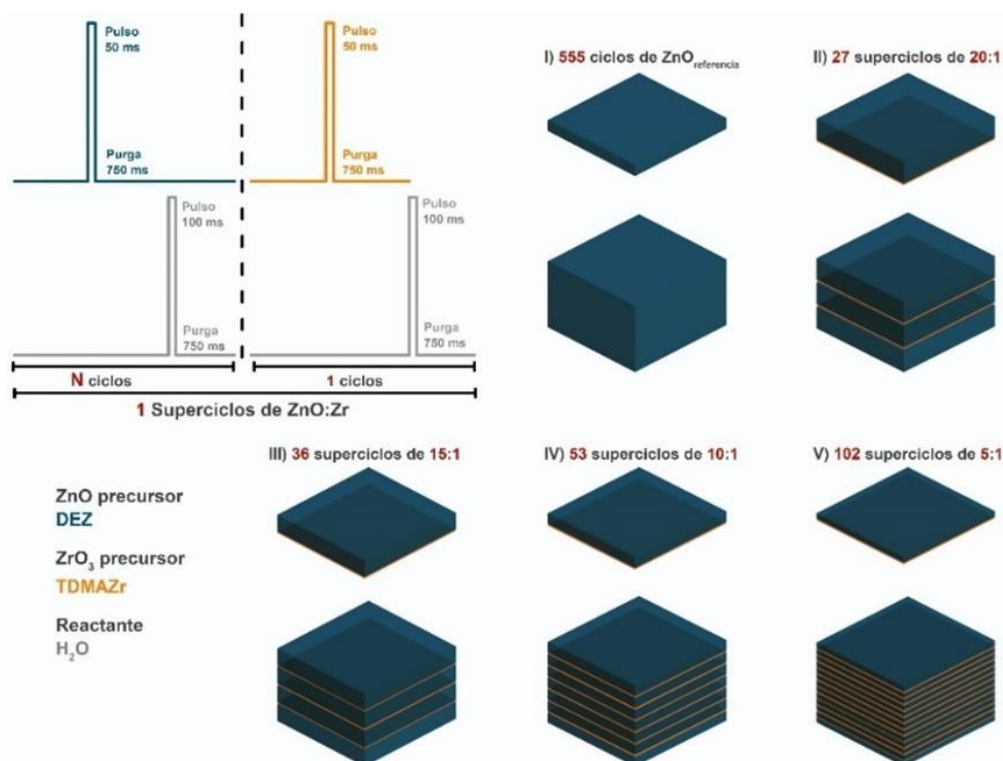 Pulso
50 ms
Purga
750 ms
Pulso
50 ms
Purga
750 ms
Pulso
100 ms
Purga
750 ms
Pulso
100 ms
Purga
750 ms
N ciclos
1 ciclos
1 Superciclos de ZnO:Zr
I) 555 ciclos de ZnO referencia
II) 27 superciclos de 20:1
III) 36 superciclos de 15:1
IV) 53 superciclos de 10:1
V) 102 superciclos de 5:1
ZnO precursor
DEZ
ZrO₃ precursor
TDMAZr
Reactante
H₂O